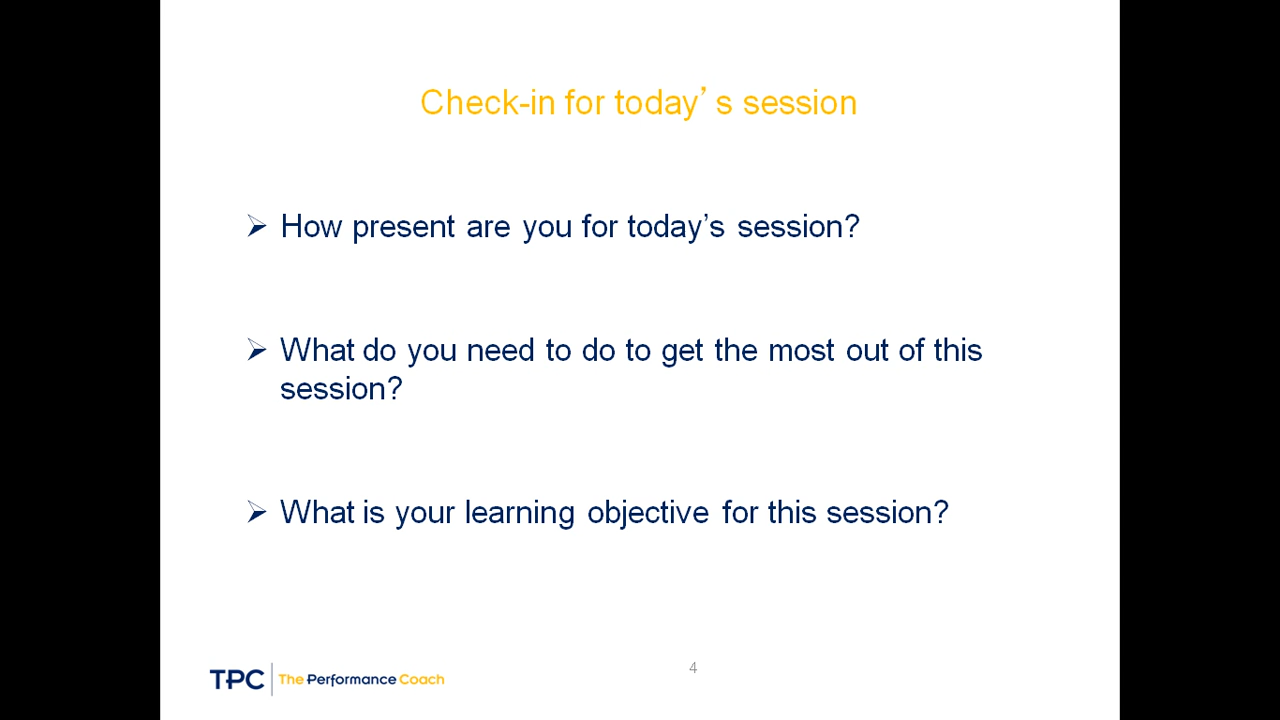 Check-in for today’s session
How present are you for today’s session?
What do you need to do to get the most out of this
session?
What is your learning objective for this session?
4
TPC The Performance Coach